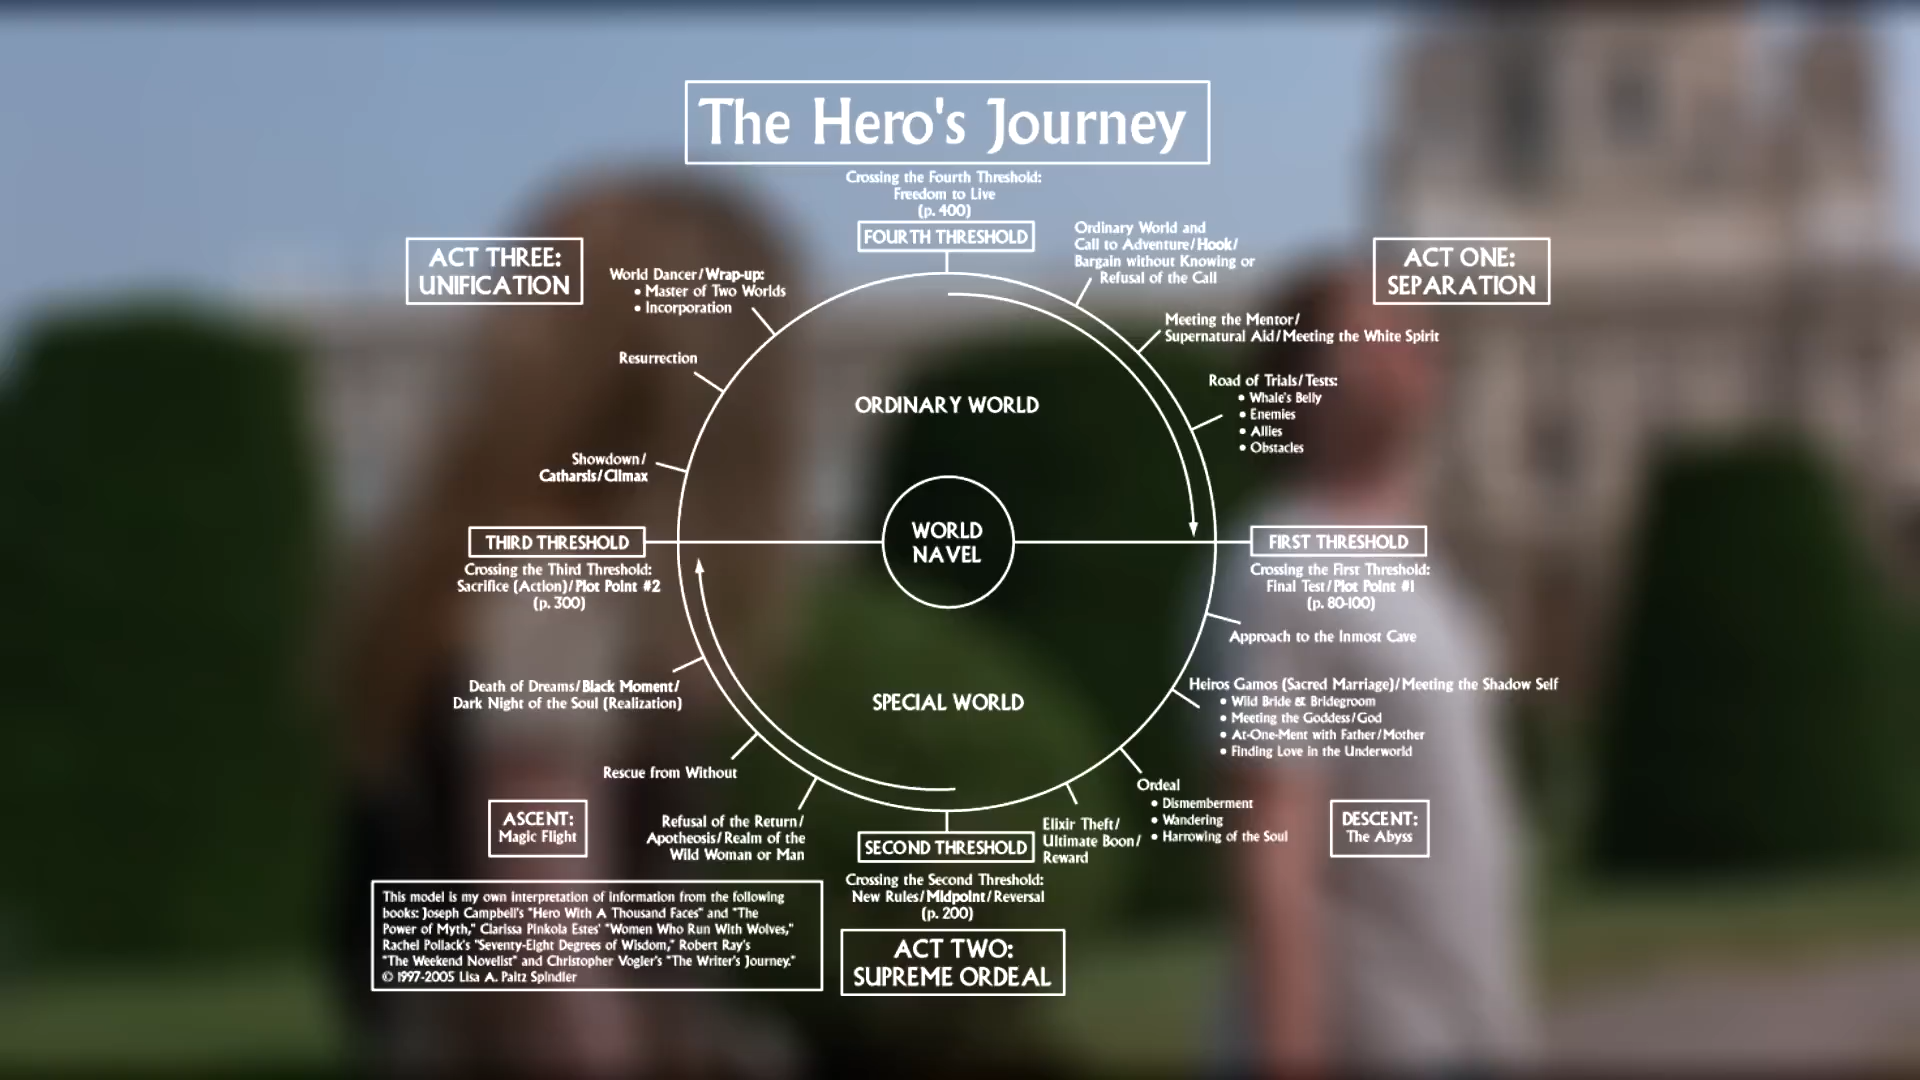 The Hero's Journey
Crossing the Fourth Threshold:
Freedom to Live
(p. 400)
FOURTH THRESHOLD
Ordinary World and
Call to Adventure/Hook/
Bargain without Knowing or
Refusal of the Call
ACT ONE:
SEPARATION
Meeting the Mentor/
Supernatural Aid/Meeting the White Spirit
Road of Trials/Tests:
• Whale's Belly
• Enemies
• Allies
• Obstacles
FIRST THRESHOLD
Crossing the First Threshold:
Final Test/Plot Point #1
(p. 80-100)
Approach to the Inmost Cave
Heiros Gamos (Sacred Marriage)/Meeting the Shadow Self
• Wild Bride & Bridegroom
• Meeting the Goddess/God
• At-One-Ment with Father/Mother
• Finding Love in the Underworld
Ordeal
• Dismemberment
• Wandering
• Harrowing of the Soul
DESCENT:
The Abyss
Elixir Theft/
Ultimate Boon/
Reward
SECOND THRESHOLD
Crossing the Second Threshold:
New Rules/Midpoint/Reversal
(p. 200)
ACT TWO:
SUPREME ORDEAL
Refusal of the Return/
Apotheosis/Realm of the
Wild Woman or Man
ASCENT:
Magic Flight
Rescue from Without
Death of Dreams/Black Moment/
Dark Night of the Soul (Realization)
THIRD THRESHOLD
Crossing the Third Threshold:
Sacrifice (Action)/Plot Point #2
(p. 300)
Showdown/
Catharsis/Climax
Resurrection
World Dancer/Wrap-up:
• Master of Two Worlds
• Incorporation
ACT THREE:
UNIFICATION
ORDINARY WORLD
WORLD
NAVEL
SPECIAL WORLD
This model is my own interpretation of information from the following
books: Joseph Campbell's "Hero With A Thousand Faces" and "The
Power of Myth," Clarissa Pinkola Estes' "Women Who Run With Wolves,"
Rachel Pollack's "Seventy-Eight Degrees of Wisdom," Robert Ray's
"The Weekend Novelist" and Christopher Vogler's "The Writer's Journey."
© 1997-2005 Lisa A. Paitz Spindler